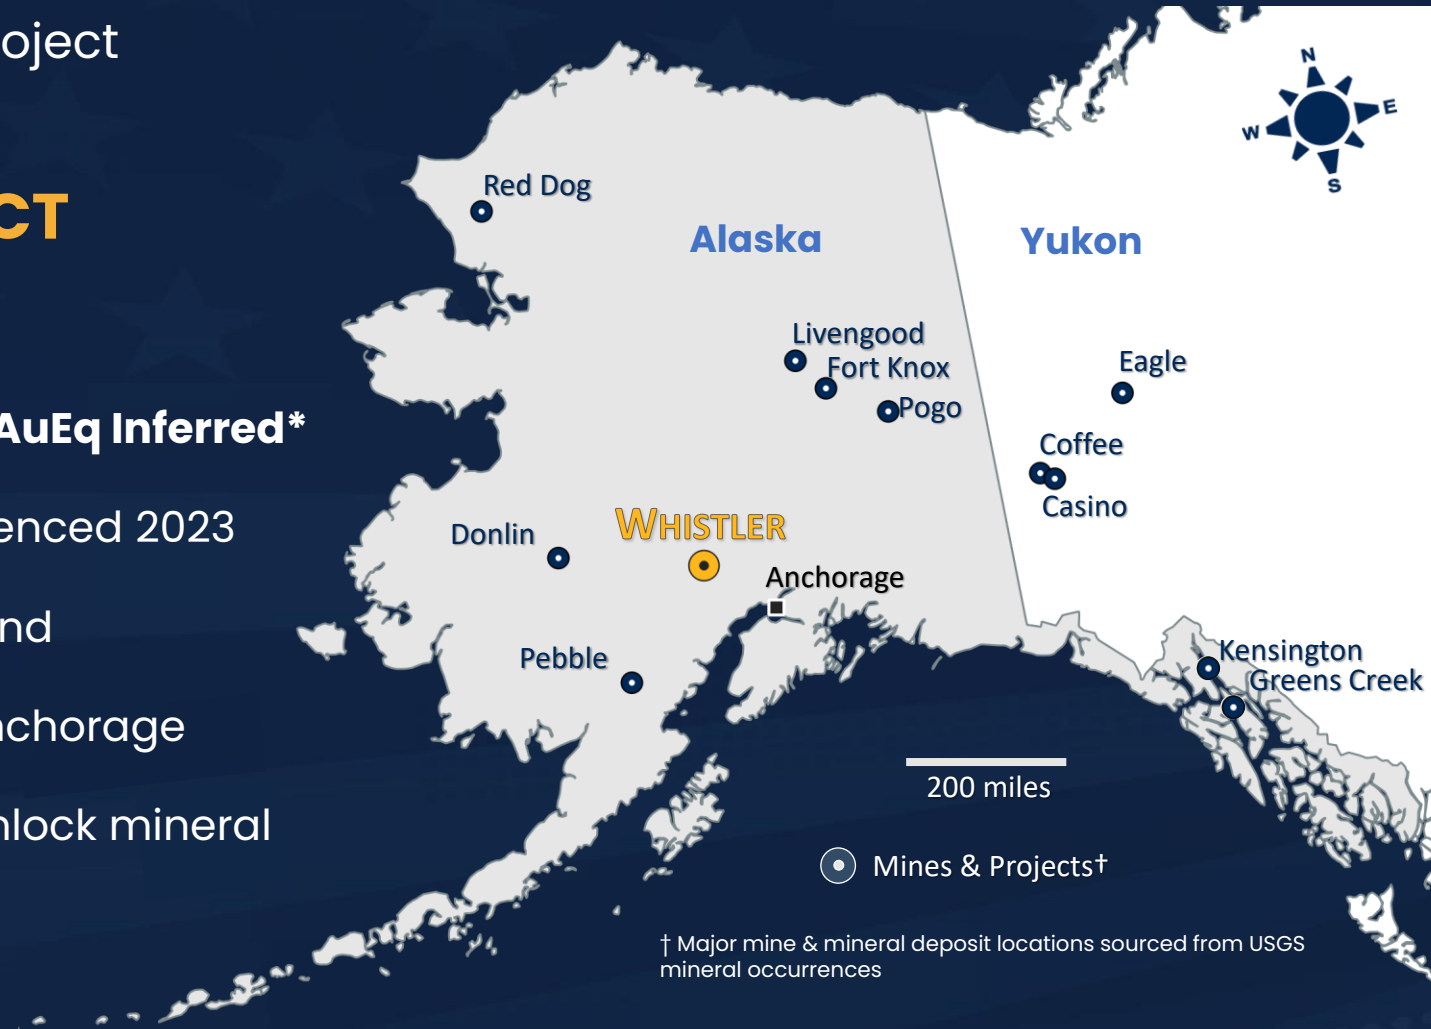 oject
CT
AuEq Inferred*
enced 2023
nd
nchorage
nlock mineral
N
E
W
S
Red Dog
Alaska
Yukon
Livengood
Fort Knox
Pogo
Eagle
Coffee
Casino
Donlin
WHISTLER
Anchorage
Pebble
Kensington
Greens Creek
200 miles
Mines & Projects†
† Major mine & mineral deposit locations sourced from USGS
mineral occurrences